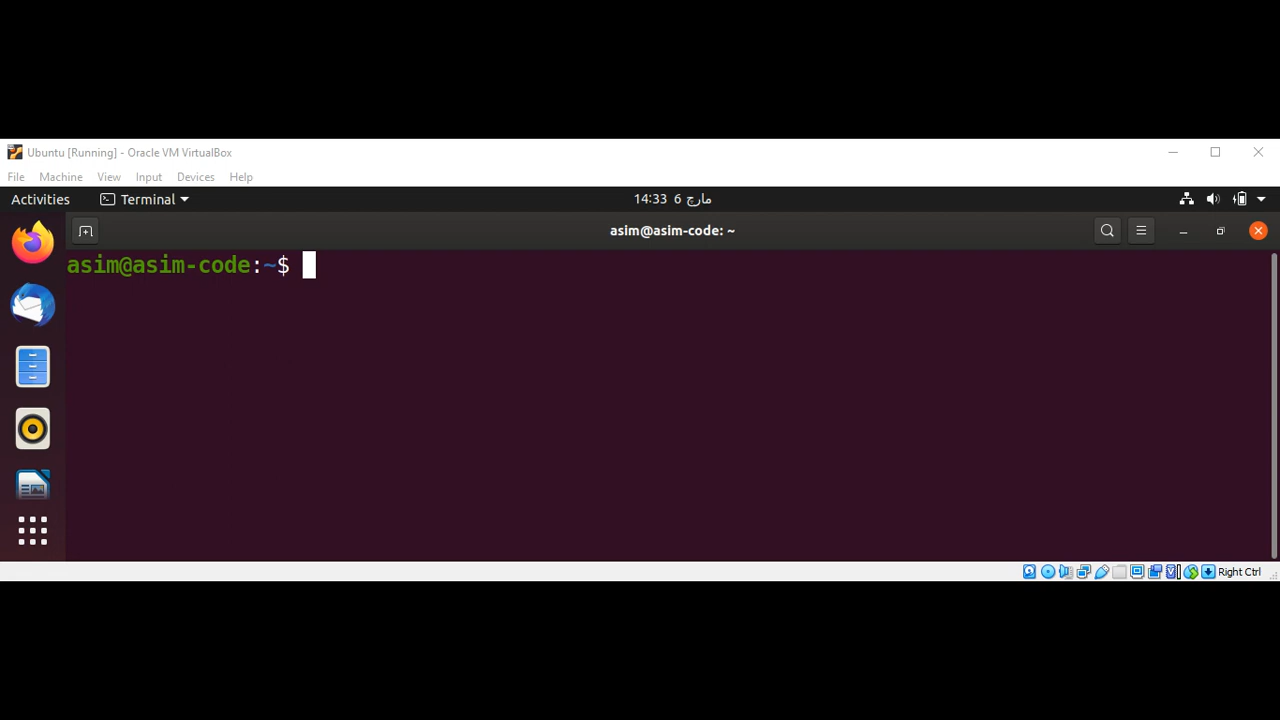 Ubuntu [Running] - Oracle VM VirtualBox
File Machine View Input Devices Help
Activities Terminal 14:33 6 مارچ
asim@asim-code: ~
asim@asim-code:~$
Right Ctrl